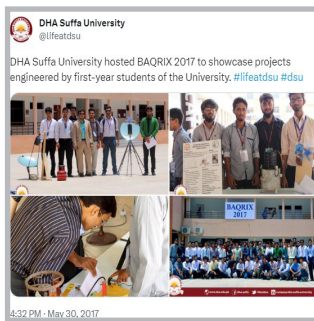 DHA Suffa University
@lifeatdsu
DHA Suffa University hosted BAQRIX 2017 to showcase projects
engineered by first-year students of the University. #lifeatdsu #dsu
BAQRIX
2017
4:32 PM · May 30, 2017